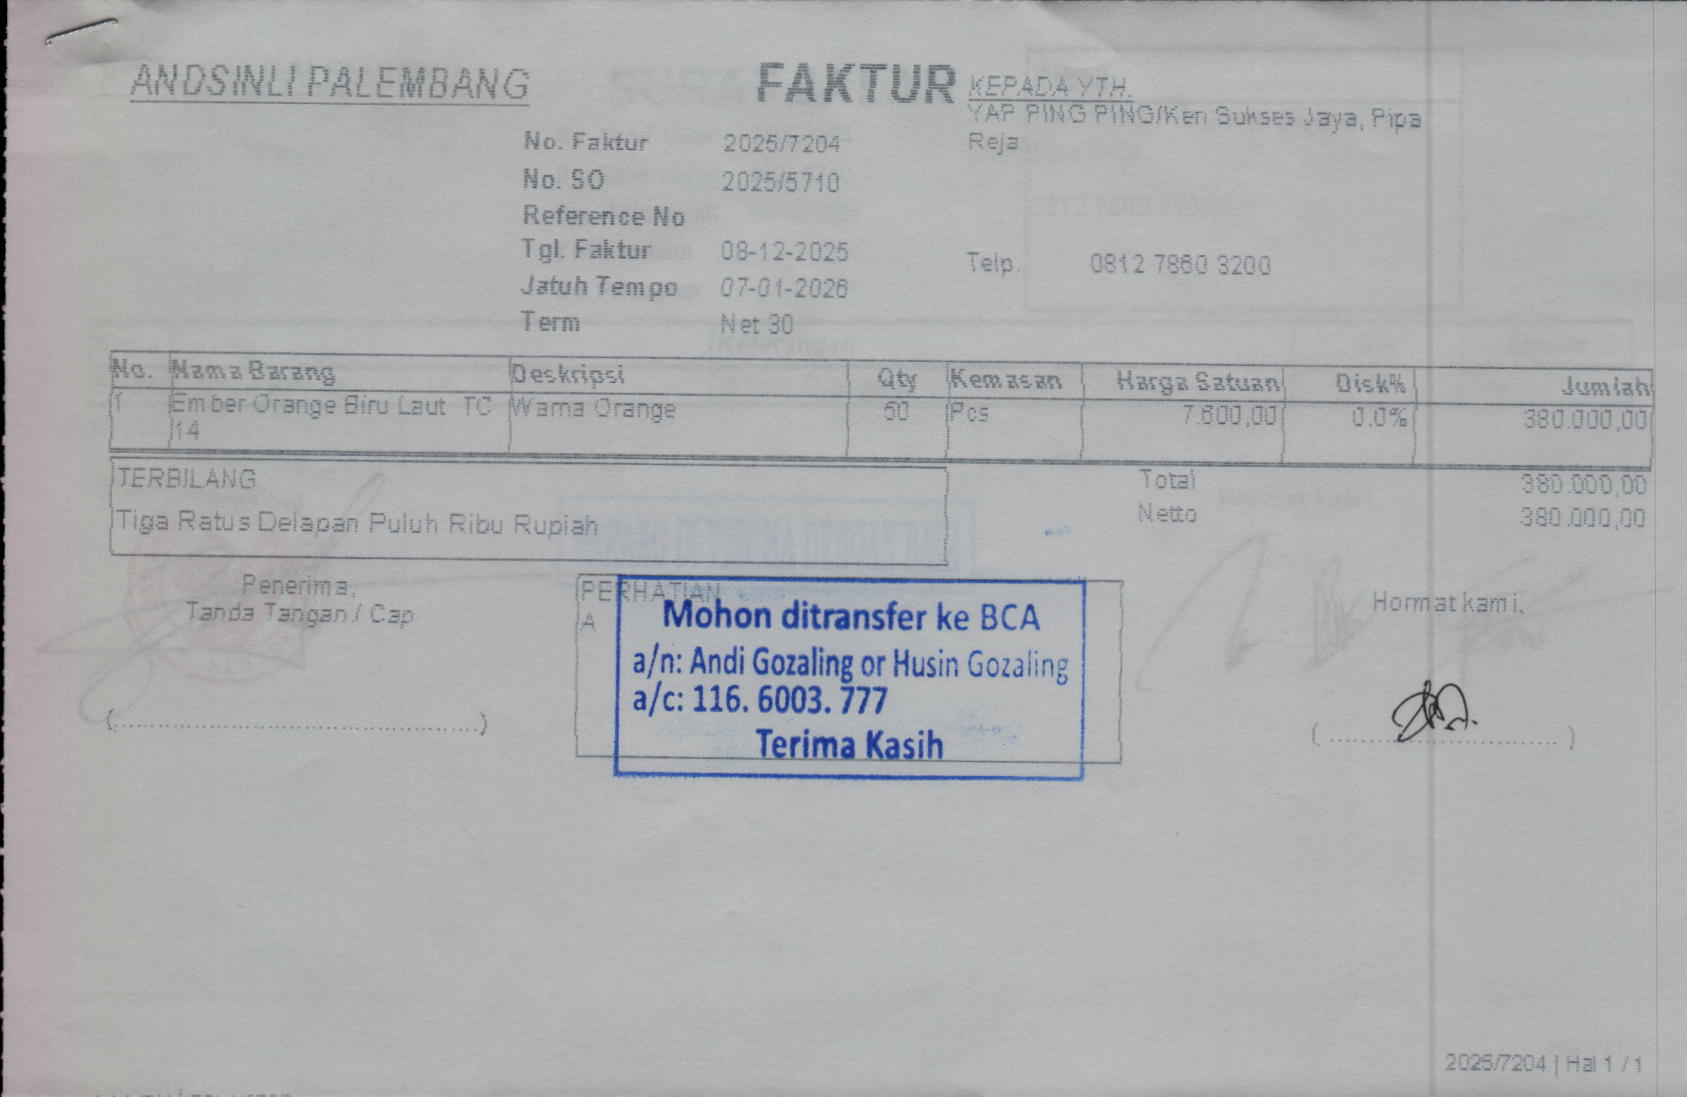 ANDSINLI PALEMBANG
FAKTUR
KEPADA YTH.
YAP PING PING/Ken Sukses Jaya, Pipa
Reja
No. Faktur 2025/7204
No. SO 2025/5710
Reference No
Tgl. Faktur 08-12-2025
Telp. 0812 7860 3200
Jatuh Tempo 07-01-2026
Term Net 30
No. Nama Barang Deskripsi Qty Kemasan Harga Satuan Disk% Jumlah
1 Ember Orange Biru Laut TC Warna Orange 50 Pcs 7.600,00 0.0% 380.000,00
14
TERBILANG
Total 380.000,00
Tiga Ratus Delapan Puluh Ribu Rupiah
Netto 380.000,00
Penerima,
Tanda Tangan / Cap
PERHATIAN
A
Mohon ditransfer ke BCA
a/n: Andi Gozaling or Husin Gozaling
a/c: 116. 6003. 777
Terima Kasih
Hormat kami,
2025/7204 | Hal 1 / 1